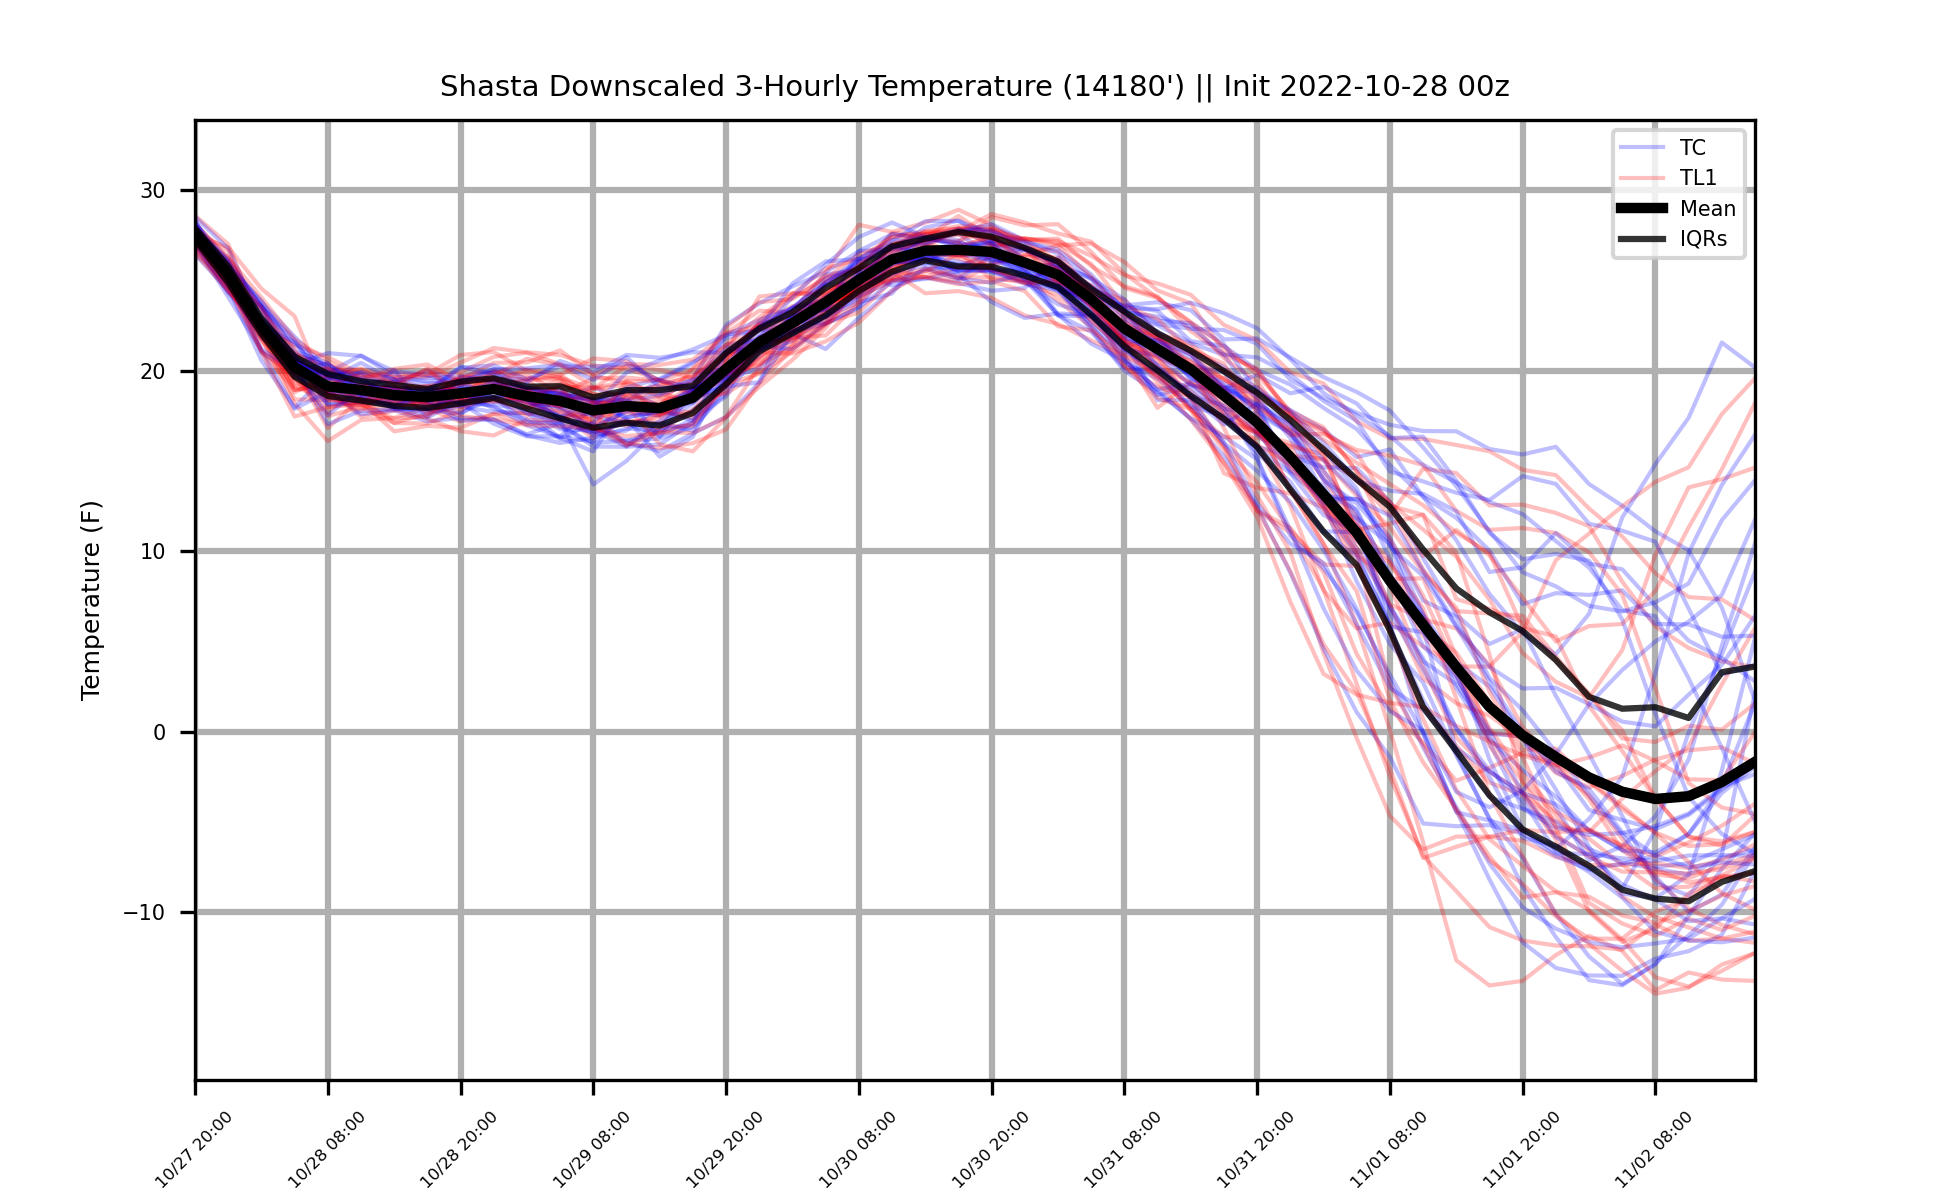 Shasta Downscaled 3-Hourly Temperature (14180') || Init 2022-10-28 00z
TC
TL1
Mean
IQRs
Temperature (F)
30
20
10
0
−10
10/27 20:00
10/28 08:00
10/28 20:00
10/29 08:00
10/29 20:00
10/30 08:00
10/30 20:00
10/31 08:00
10/31 20:00
11/01 08:00
11/01 20:00
11/02 08:00